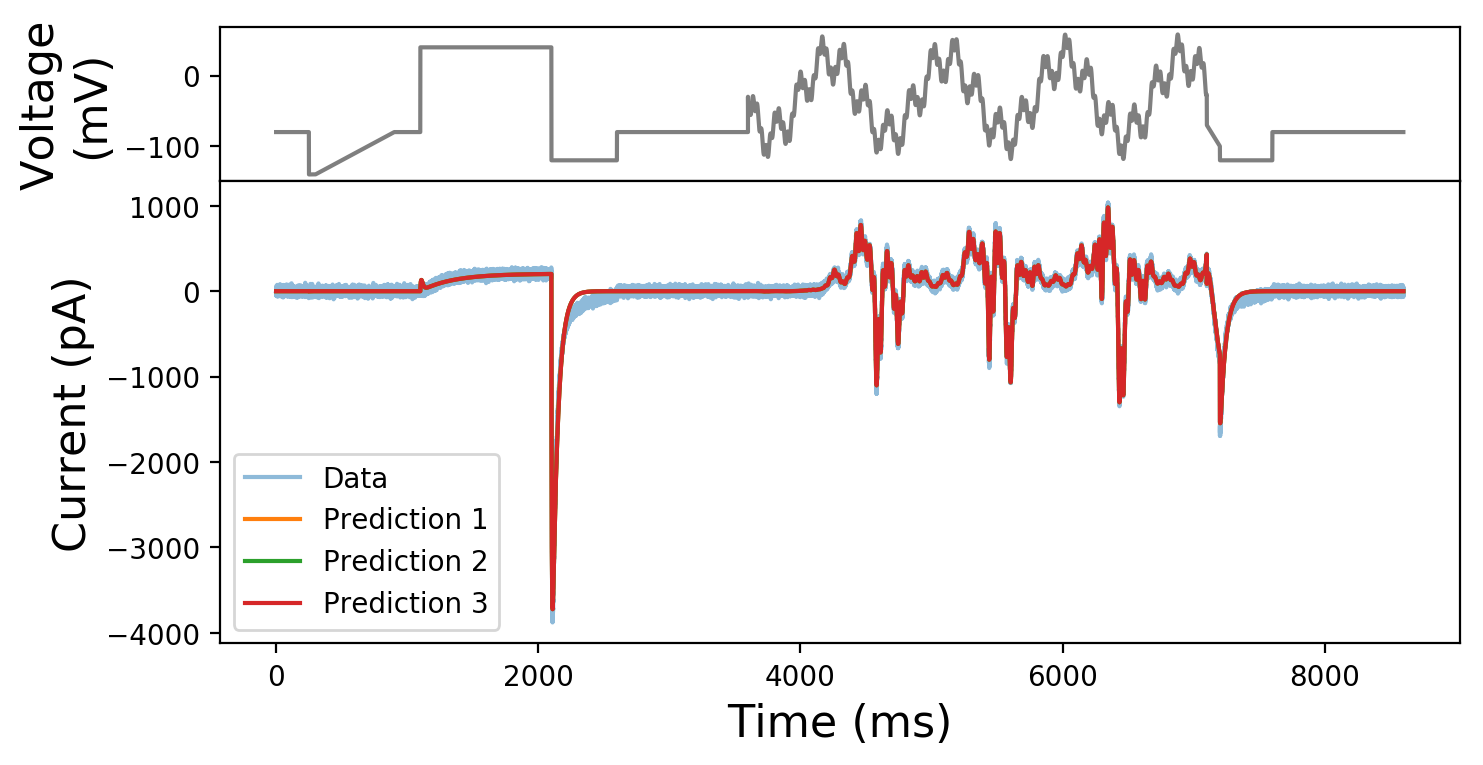 Voltage
(mV)
0
−100
1000
0
−1000
−2000
−3000
−4000
Current (pA)
Data
Prediction 1
Prediction 2
Prediction 3
0
2000
4000
6000
8000
Time (ms)